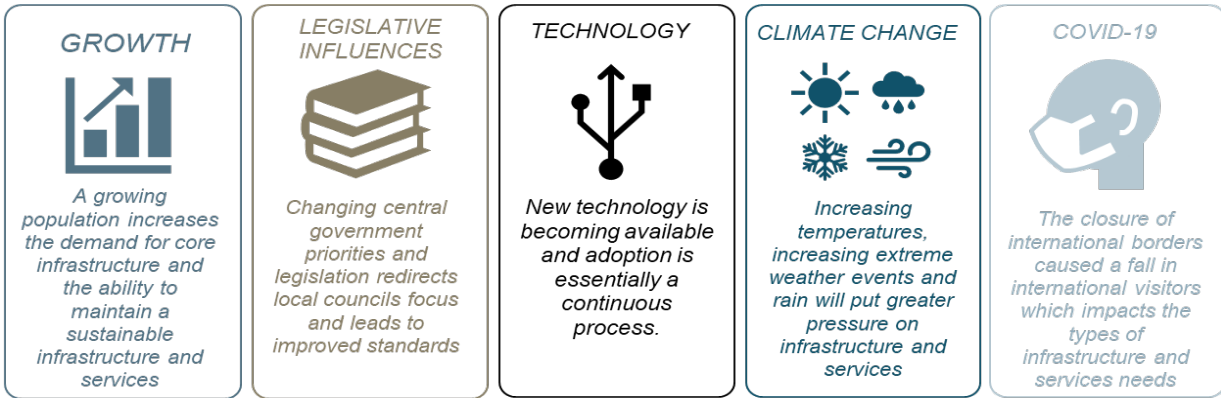 GROWTH
A growing
population increases
the demand for core
infrastructure and
the ability to
maintain a
sustainable
infrastructure and
services
LEGISLATIVE
INFLUENCES
Changing central
government
priorities and
legislation redirects
local councils focus
and leads to
improved standards
TECHNOLOGY
New technology is
becoming available
and adoption is
essentially a
continuous
process.
CLIMATE CHANGE
Increasing
temperatures,
increasing extreme
weather events and
rain will put greater
pressure on
infrastructure and
services
COVID-19
The closure of
international borders
caused a fall in
international visitors
which impacts the
types of
infrastructure and
services needs